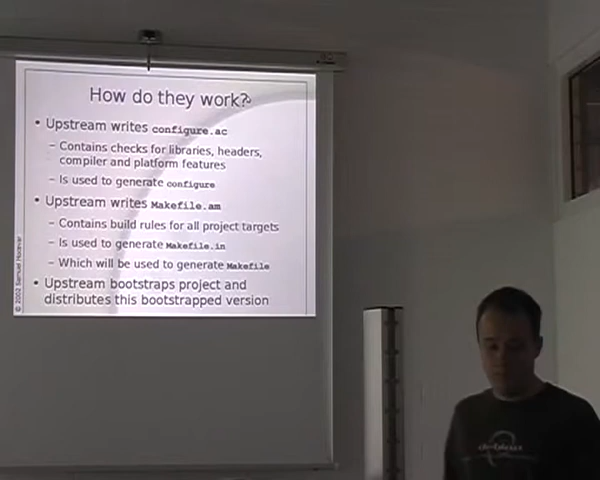 How do they work?
• Upstream writes configure.ac
– Contains checks for libraries, headers,
compiler and platform features
– Is used to generate configure
• Upstream writes Makefile.am
– Contains build rules for all project targets
– Is used to generate Makefile.in
– Which will be used to generate Makefile
• Upstream bootstraps project and
distributes this bootstrapped version
© 2002 Samuel Hocevar
debian